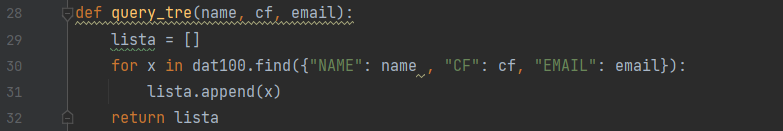 28 def query_tre(name, cf, email):
29 lista = []
30 for x in dat100.find({"NAME": name , "CF": cf, "EMAIL": email}):
31 lista.append(x)
32 return lista